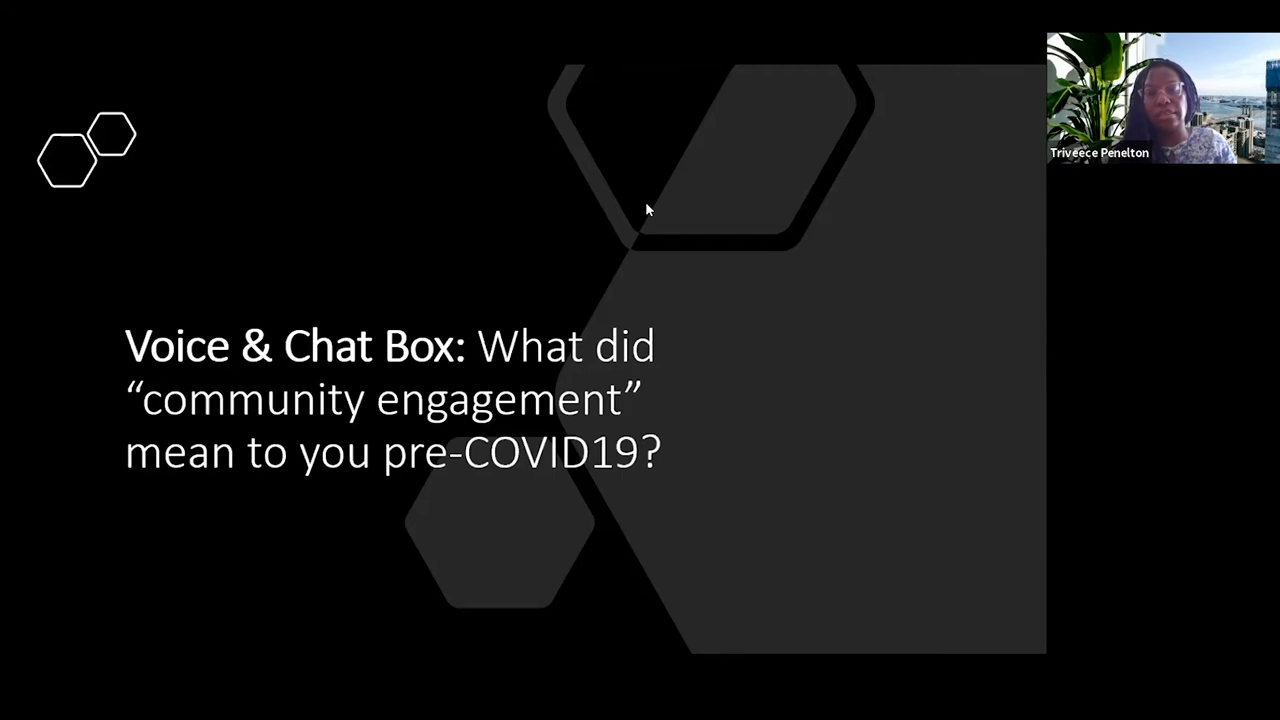 Triveece Penelton
Voice & Chat Box: What did
“community engagement”
mean to you pre-COVID19?